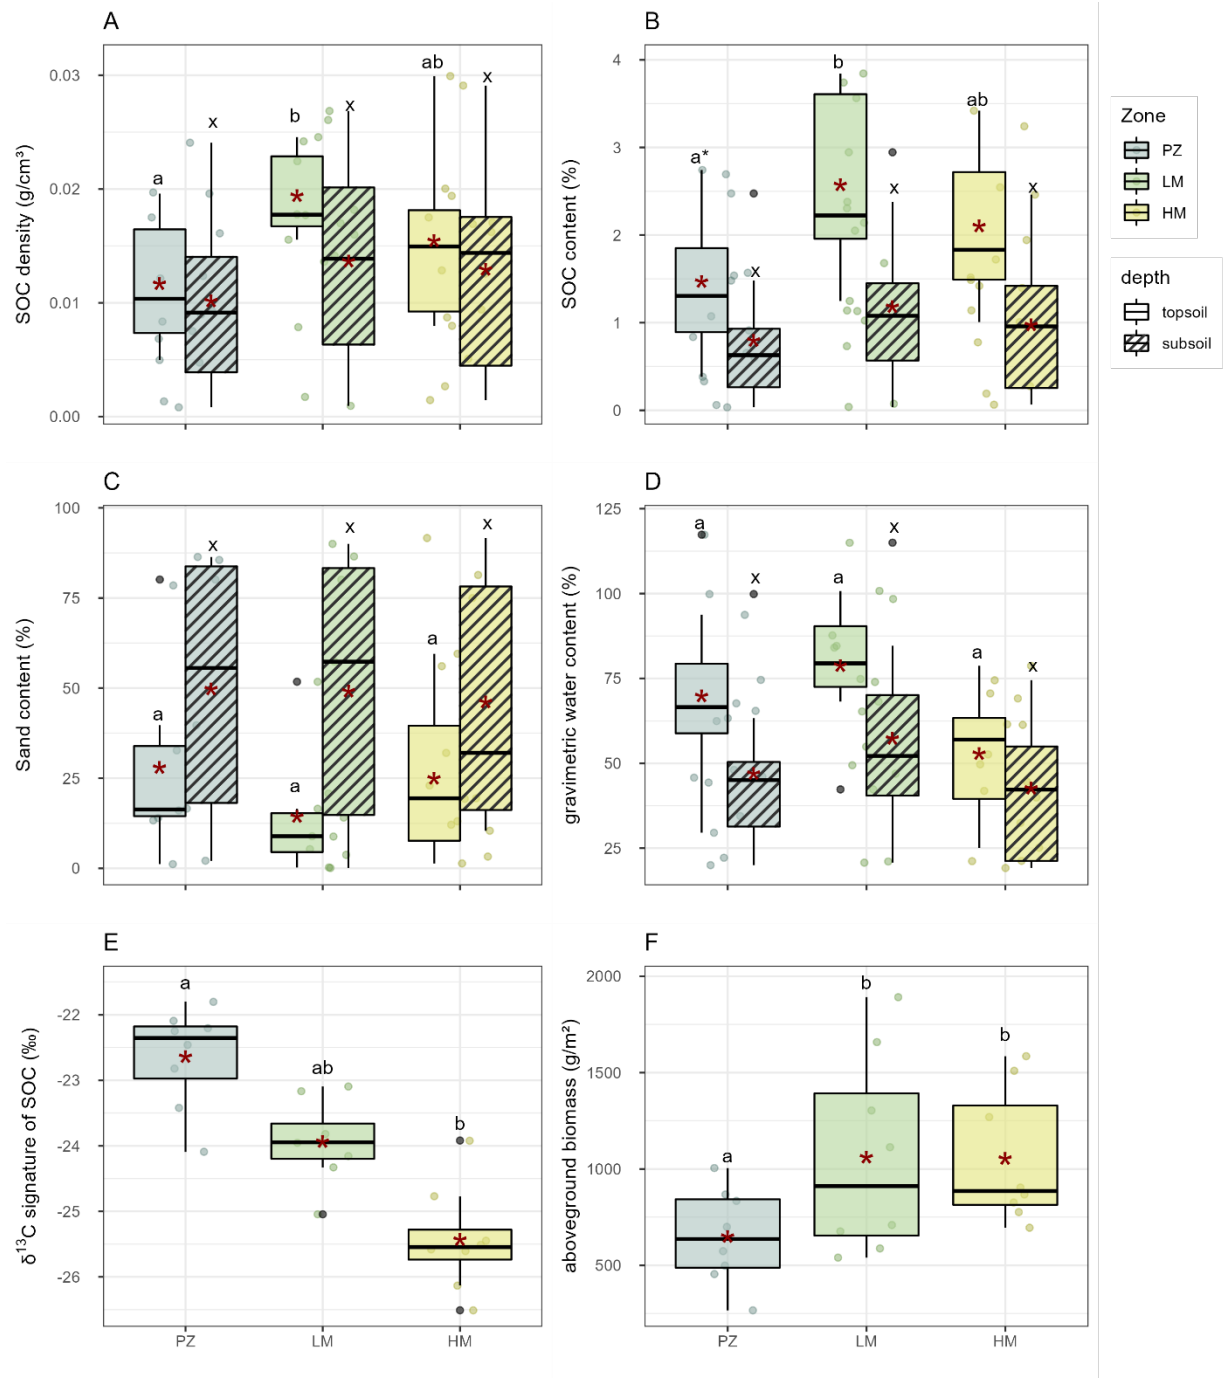 A
SOC density (g/cm³)
0.03
0.02
0.01
0.00
a
x
b
x
ab
x
B
SOC content (%)
4
3
2
1
0
a*
x
b
x
ab
x
Zone
PZ
LM
HM
depth
topsoil
subsoil
C
Sand content (%)
100
75
50
25
0
a
x
a
x
a
x
D
gravimetric water content (%)
125
100
75
50
25
a
x
a
x
a
x
E
δ¹³C signature of SOC (‰)
-22
-23
-24
-25
-26
a
ab
b
PZ
LM
HM
F
aboveground biomass (g/m²)
2000
1500
1000
500
a
b
b
PZ
LM
HM